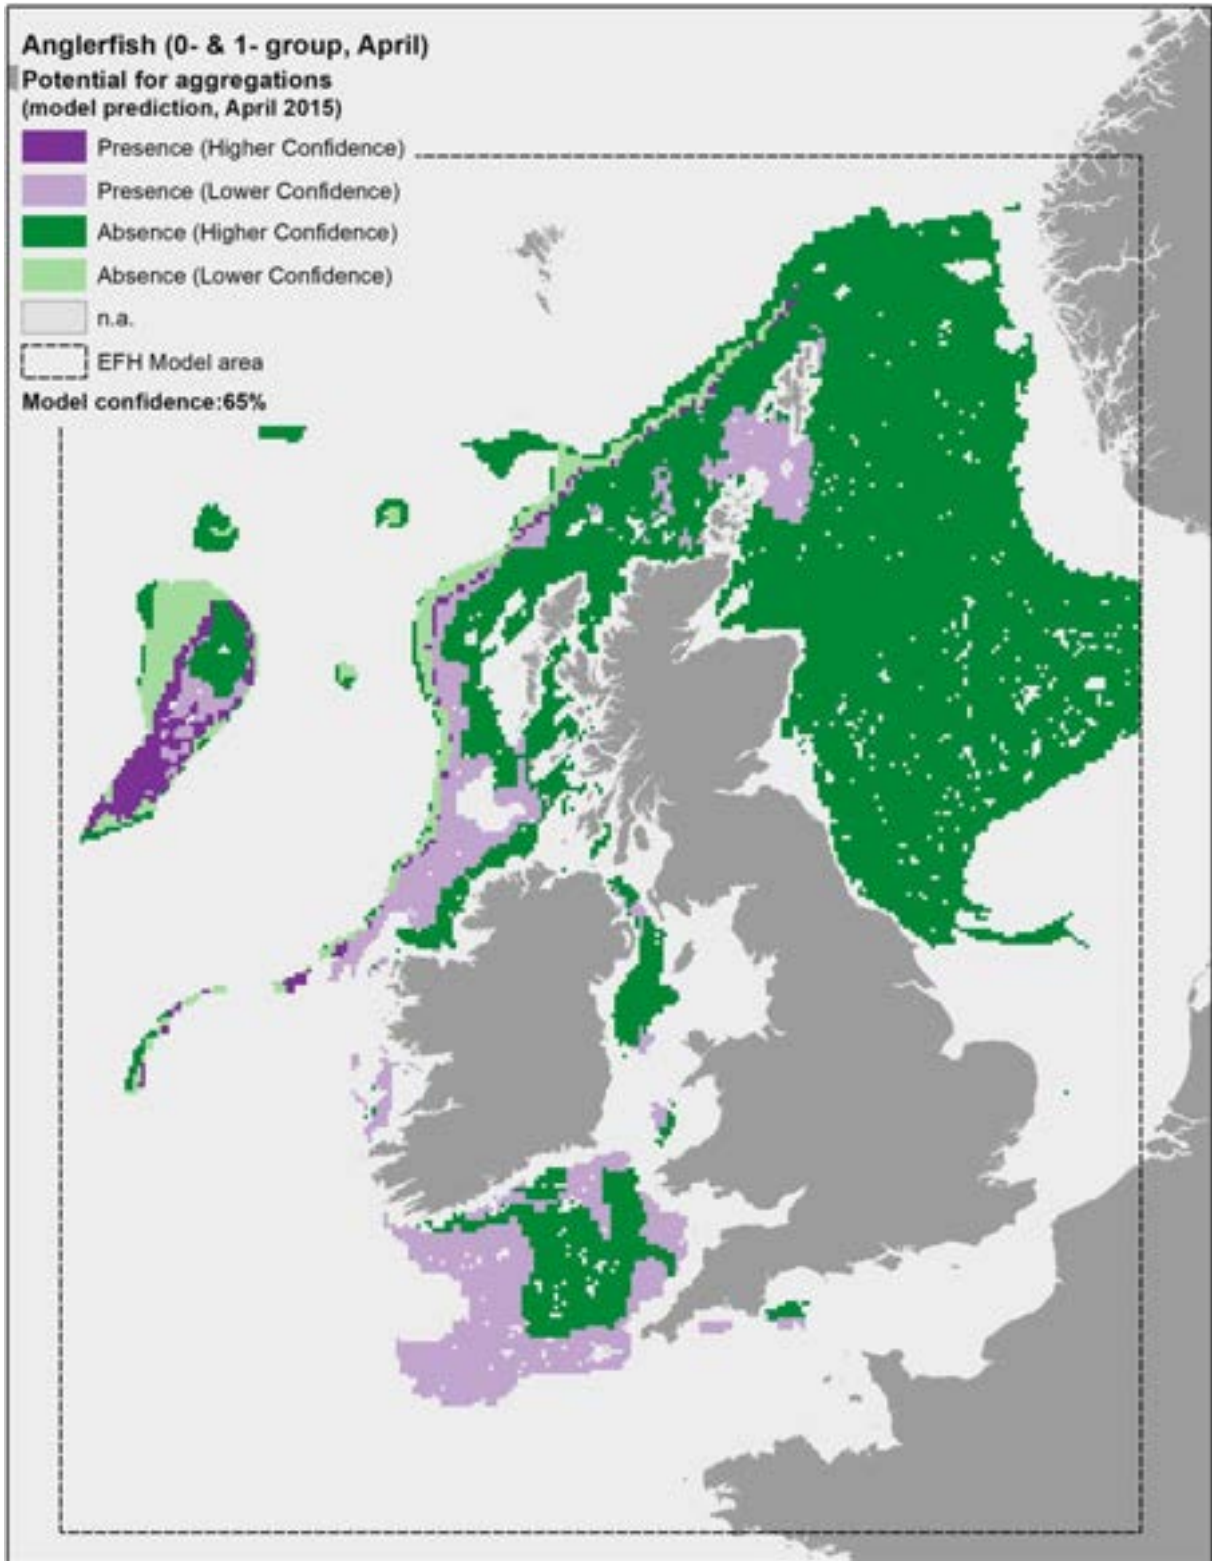 Anglerfish (0- & 1- group, April)
Potential for aggregations
(model prediction, April 2015)
Presence (Higher Confidence)
Presence (Lower Confidence)
Absence (Higher Confidence)
Absence (Lower Confidence)
n.a.
EFH Model area
Model confidence:65%